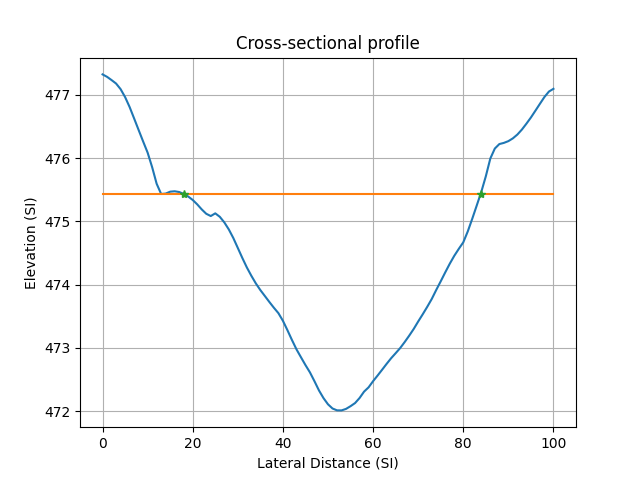 Cross-sectional profile
477
476
475
474
473
472
Elevation (SI)
0 20 40 60 80 100
Lateral Distance (SI)